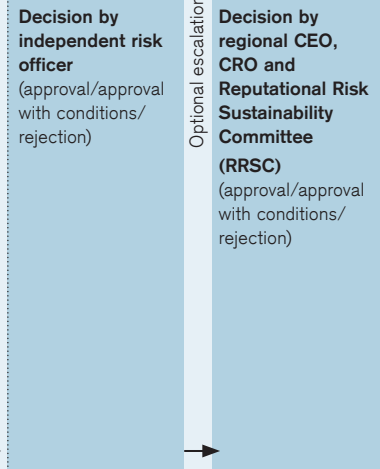 Decision by
independent risk
officer
(approval/approval
with conditions/
rejection)
Optional escalation
Decision by
regional CEO,
CRO and
Reputational Risk
Sustainability
Committee
(RRSC)
(approval/approval
with conditions/
rejection)